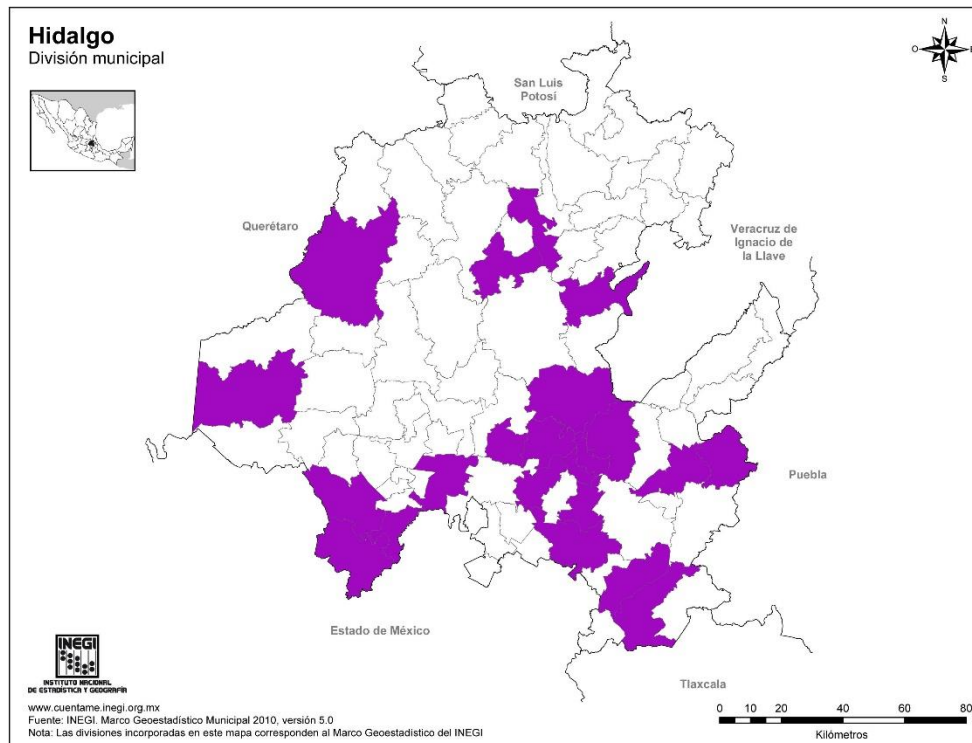 Hidalgo
División municipal
N
O
E
S
San Luis
Potosí
Querétaro
Veracruz de
Ignacio de
la Llave
Puebla
Estado de México
Tlaxcala
INEGI
INSTITUTO NACIONAL
DE ESTADÍSTICA Y GEOGRAFÍA
www.cuentame.inegi.org.mx
Fuente: INEGI. Marco Geoestadístico Municipal 2010, versión 5.0
Nota: Las divisiones incorporadas en este mapa corresponden al Marco Geoestadístico del INEGI
0 20 40 60 80
Kilómetros